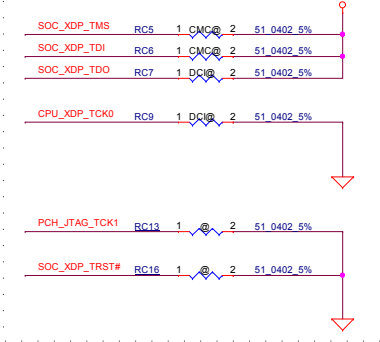 SOC_XDP_TMS RC5 1 CMC@ 2 51_0402_5%
SOC_XDP_TDI RC6 1 CMC@ 2 51_0402_5%
SOC_XDP_TDO RC7 1 DCI@ 2 51_0402_5%
CPU_XDP_TCK0 RC9 1 DCI@ 2 51_0402_5%
PCH_JTAG_TCK1 RC13 1 @ 2 51_0402_5%
SOC_XDP_TRST# RC16 1 @ 2 51_0402_5%